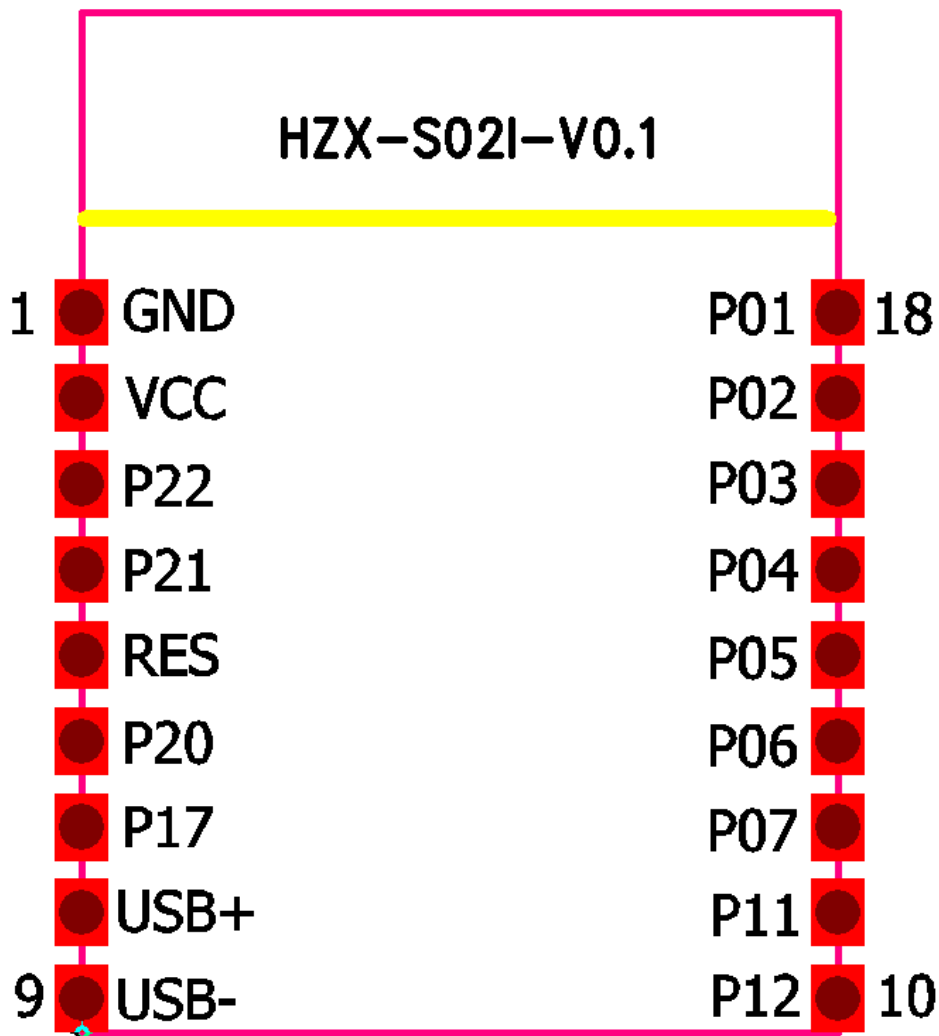 HZX-S02I-V0.1
1 GND P01 18
VCC P02
P22 P03
P21 P04
RES P05
P20 P06
P17 P07
USB+ P11
9 USB- P12 10